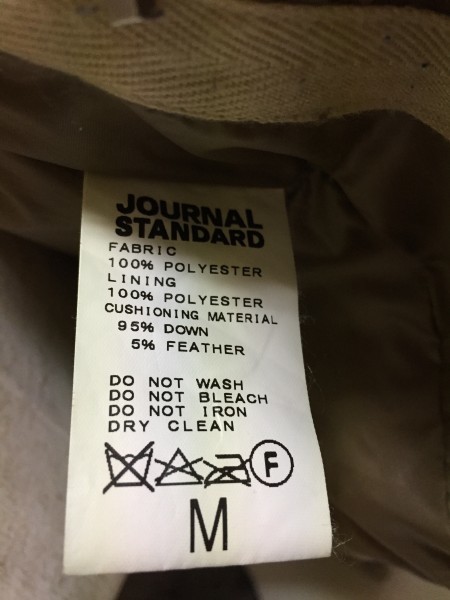 JOURNAL
STANDARD
FABRIC
100% POLYESTER
LINING
100% POLYESTER
CUSHIONING MATERIAL
95% DOWN
5% FEATHER
DO NOT WASH
DO NOT BLEACH
DO NOT IRON
DRY CLEAN
F
M